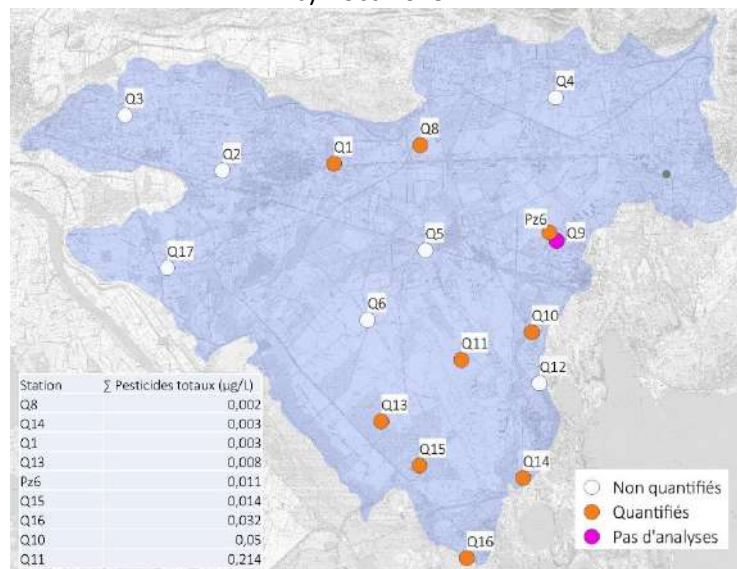 Q4
Q3
Q8
Q1
Q2
Pz6
Q9
Q5
Q17
Q6
Q10
Q11
Q12
Station ∑ Pesticides totaux (µg/L)
Q8 0,002
Q14 0,003
Q1 0,003
Q13 0,008
Pz6 0,011
Q15 0,014
Q16 0,032
Q10 0,05
Q11 0,214
Q13
Q15
Q14
Q16
Non quantifiés
Quantifiés
Pas d'analyses